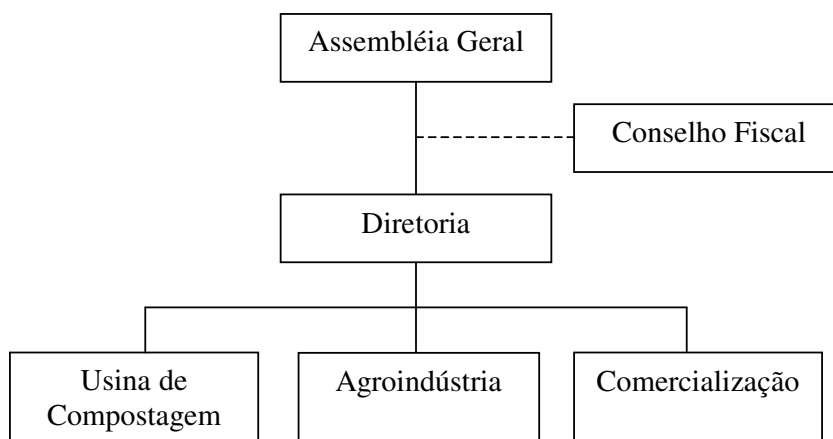 Assembléia Geral
Conselho Fiscal
Diretoria
Usina de
Compostagem
Agroindústria
Comercialização